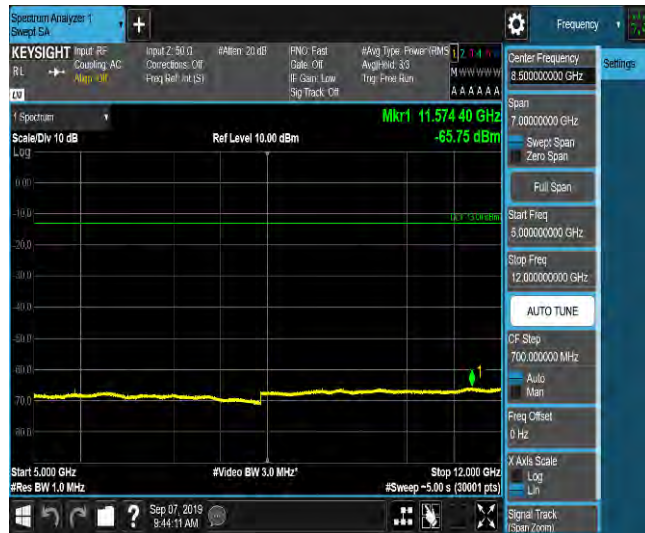 Spectrum Analyzer 1
Swept SA
+
Frequency
KEYSIGHT
Input: RF
Coupling: AC
Align: Off
Input Z: 50 Ω
Corrections: Off
Freq Ref: Int (S)
#Atten: 20 dB
PNO: Fast
Gate: Off
IF Gain: Low
Sig Track: Off
#Avg Type: Power (RMS
Avg|Hold: 3/3
Trig: Free Run
M W W W W W
A A A A A A
RL
LV
1 Spectrum
Scale/Div 10 dB
Log
Ref Level 10.00 dBm
Mkr1 11.574 40 GHz
-65.75 dBm
0.00
-10.0
-20.0
-30.0
-40.0
-50.0
-60.0
-70.0
-80.0
1
Start 5.000 GHz
#Res BW 1.0 MHz
#Video BW 3.0 MHz*
Stop 12.000 GHz
#Sweep ~5.00 s (30001 pts)
Sep 07, 2019
9:44:11 AM
?
Settings
Center Frequency
8.500000000 GHz
Span
7.00000000 GHz
Swept Span
Zero Span
Full Span
Start Freq
5.000000000 GHz
Stop Freq
12.000000000 GHz
AUTO TUNE
CF Step
700.000000 MHz
Auto
Man
Freq Offset
0 Hz
X Axis Scale
Log
Lin
Signal Track
(Span Zoom)